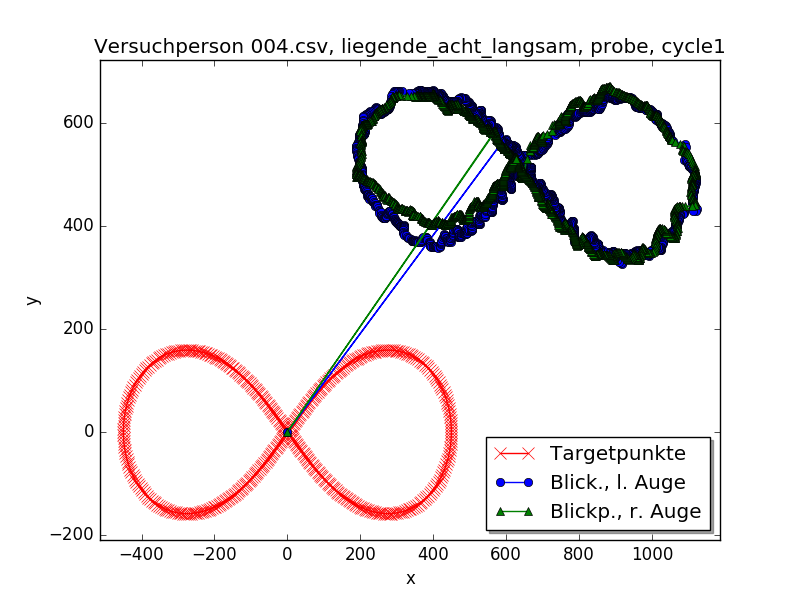 Versuchperson 004.csv, liegende_acht_langsam, probe, cycle1
600
400
200
0
−200
y
−400
−200
0
200
400
600
800
1000
x
Targetpunkte
Blick., l. Auge
Blickp., r. Auge